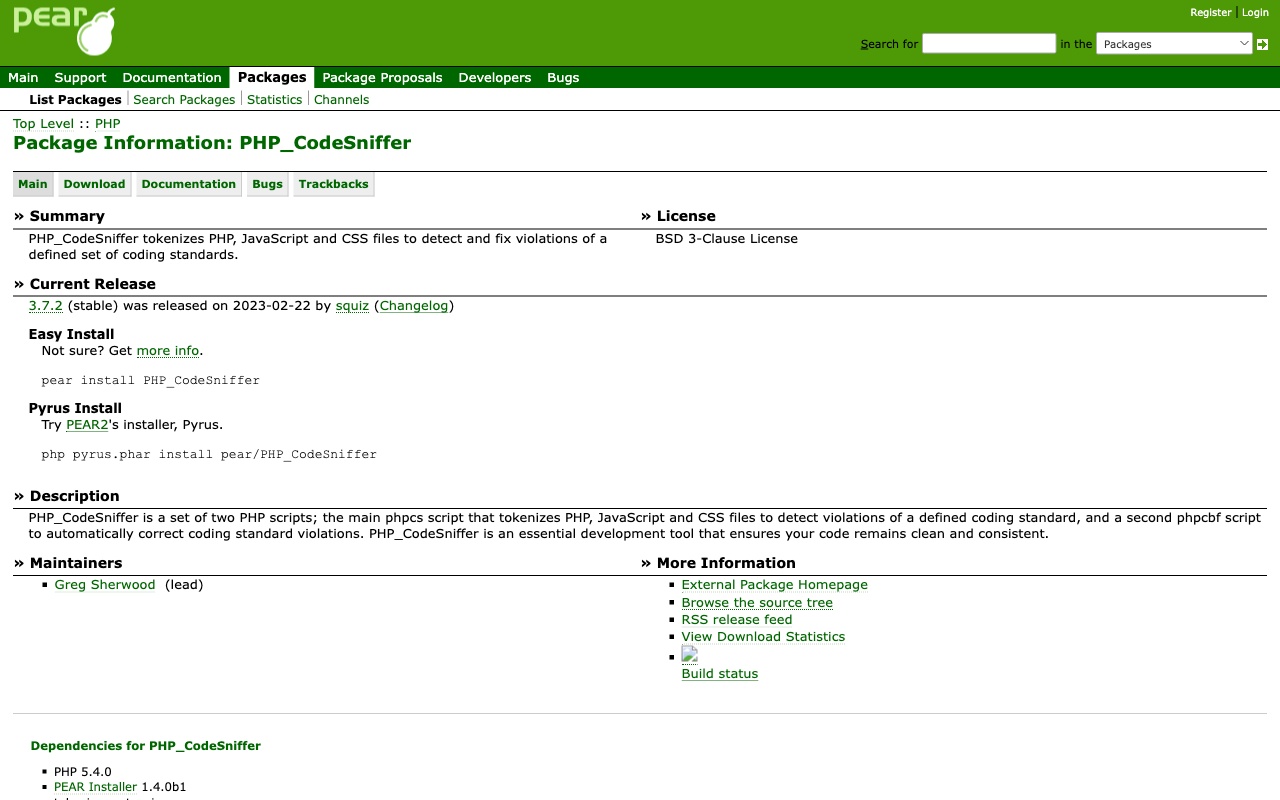 pear
Register | Login
Search for in the Packages
Main Support Documentation Packages Package Proposals Developers Bugs
List Packages Search Packages Statistics Channels
Top Level :: PHP
Package Information: PHP_CodeSniffer
Main Download Documentation Bugs Trackbacks
» Summary
PHP_CodeSniffer tokenizes PHP, JavaScript and CSS files to detect and fix violations of a
defined set of coding standards.
» License
BSD 3-Clause License
» Current Release
3.7.2 (stable) was released on 2023-02-22 by squiz (Changelog)
Easy Install
Not sure? Get more info.
pear install PHP_CodeSniffer
Pyrus Install
Try PEAR2's installer, Pyrus.
php pyrus.phar install pear/PHP_CodeSniffer
» Description
PHP_CodeSniffer is a set of two PHP scripts; the main phpcs script that tokenizes PHP, JavaScript and CSS files to detect violations of a defined coding standard, and a second phpcbf script
to automatically correct coding standard violations. PHP_CodeSniffer is an essential development tool that ensures your code remains clean and consistent.
» Maintainers
Greg Sherwood (lead)
» More Information
External Package Homepage
Browse the source tree
RSS release feed
View Download Statistics
Build status
Dependencies for PHP_CodeSniffer
PHP 5.4.0
PEAR Installer 1.4.0b1